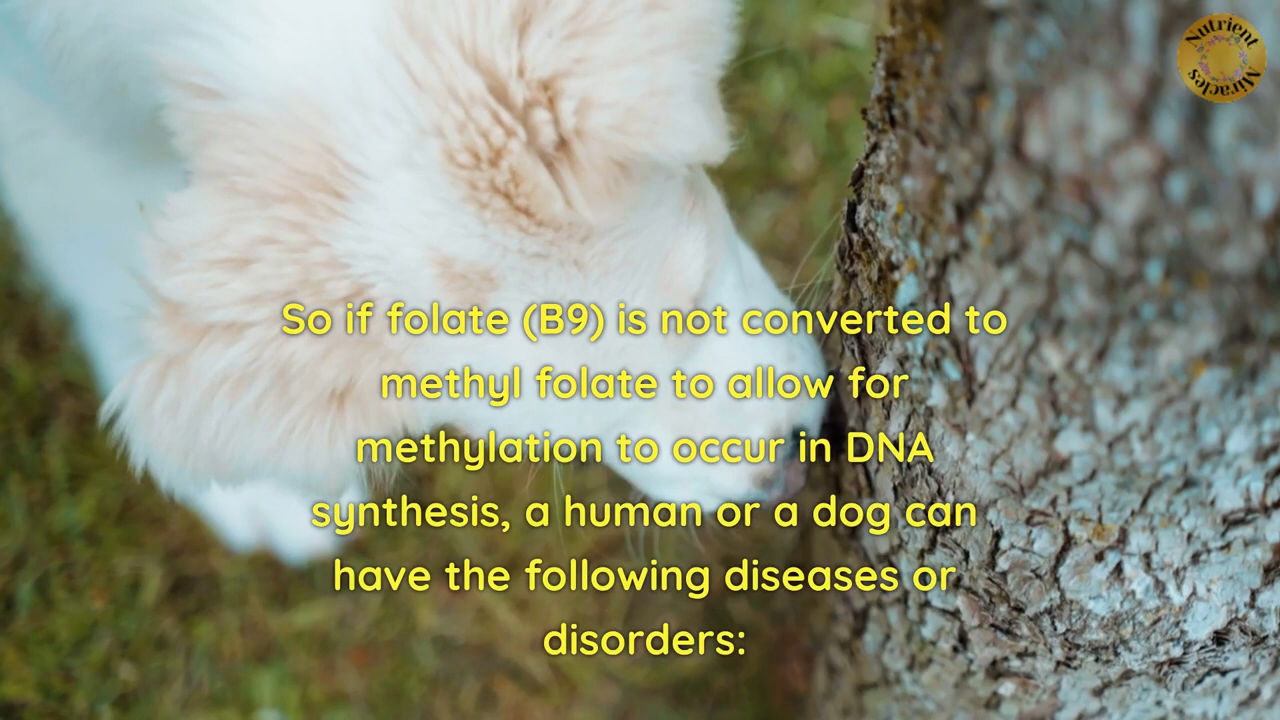 Nutrient
Miracles
So if folate (B9) is not converted to
methyl folate to allow for
methylation to occur in DNA
synthesis, a human or a dog can
have the following diseases or
disorders: